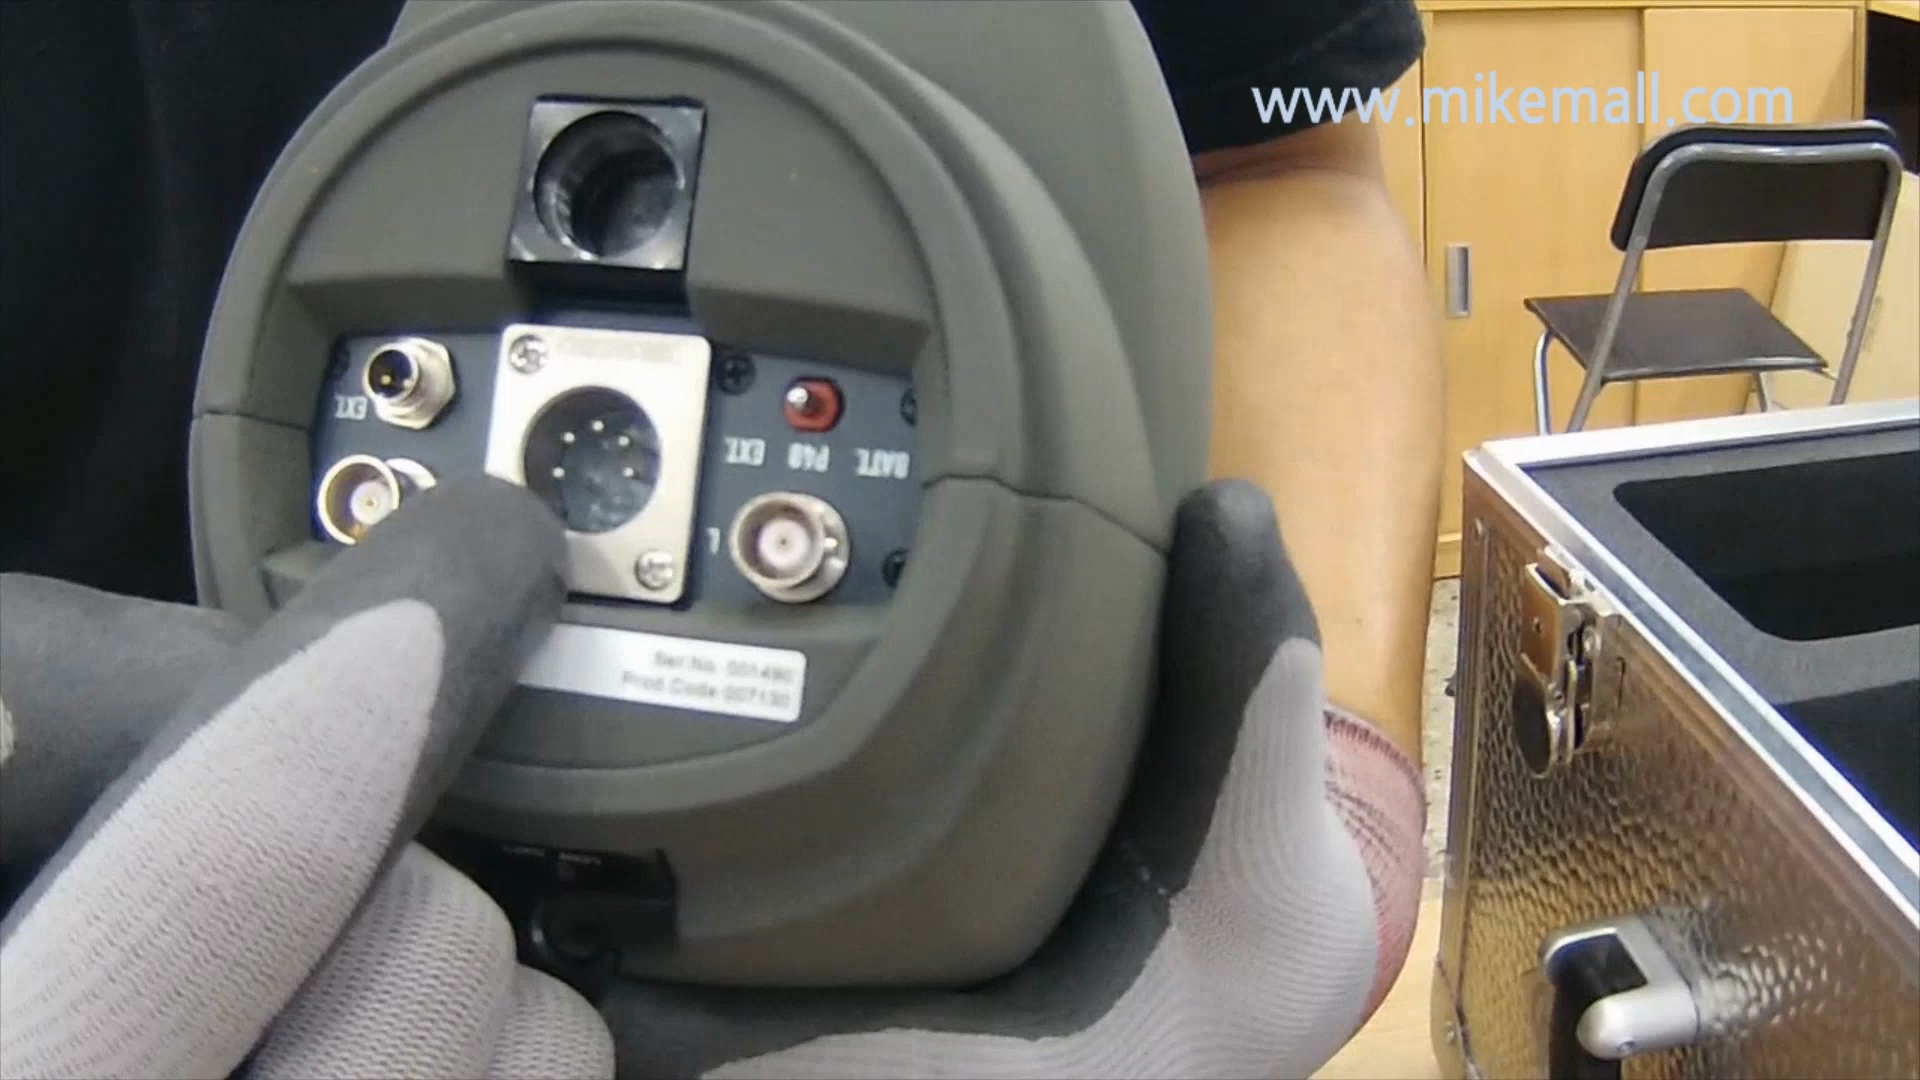 www.mikemall.com
EXT.
EXT. P48 BATT.
L
Ser.No. 001490
Prod Code 007130